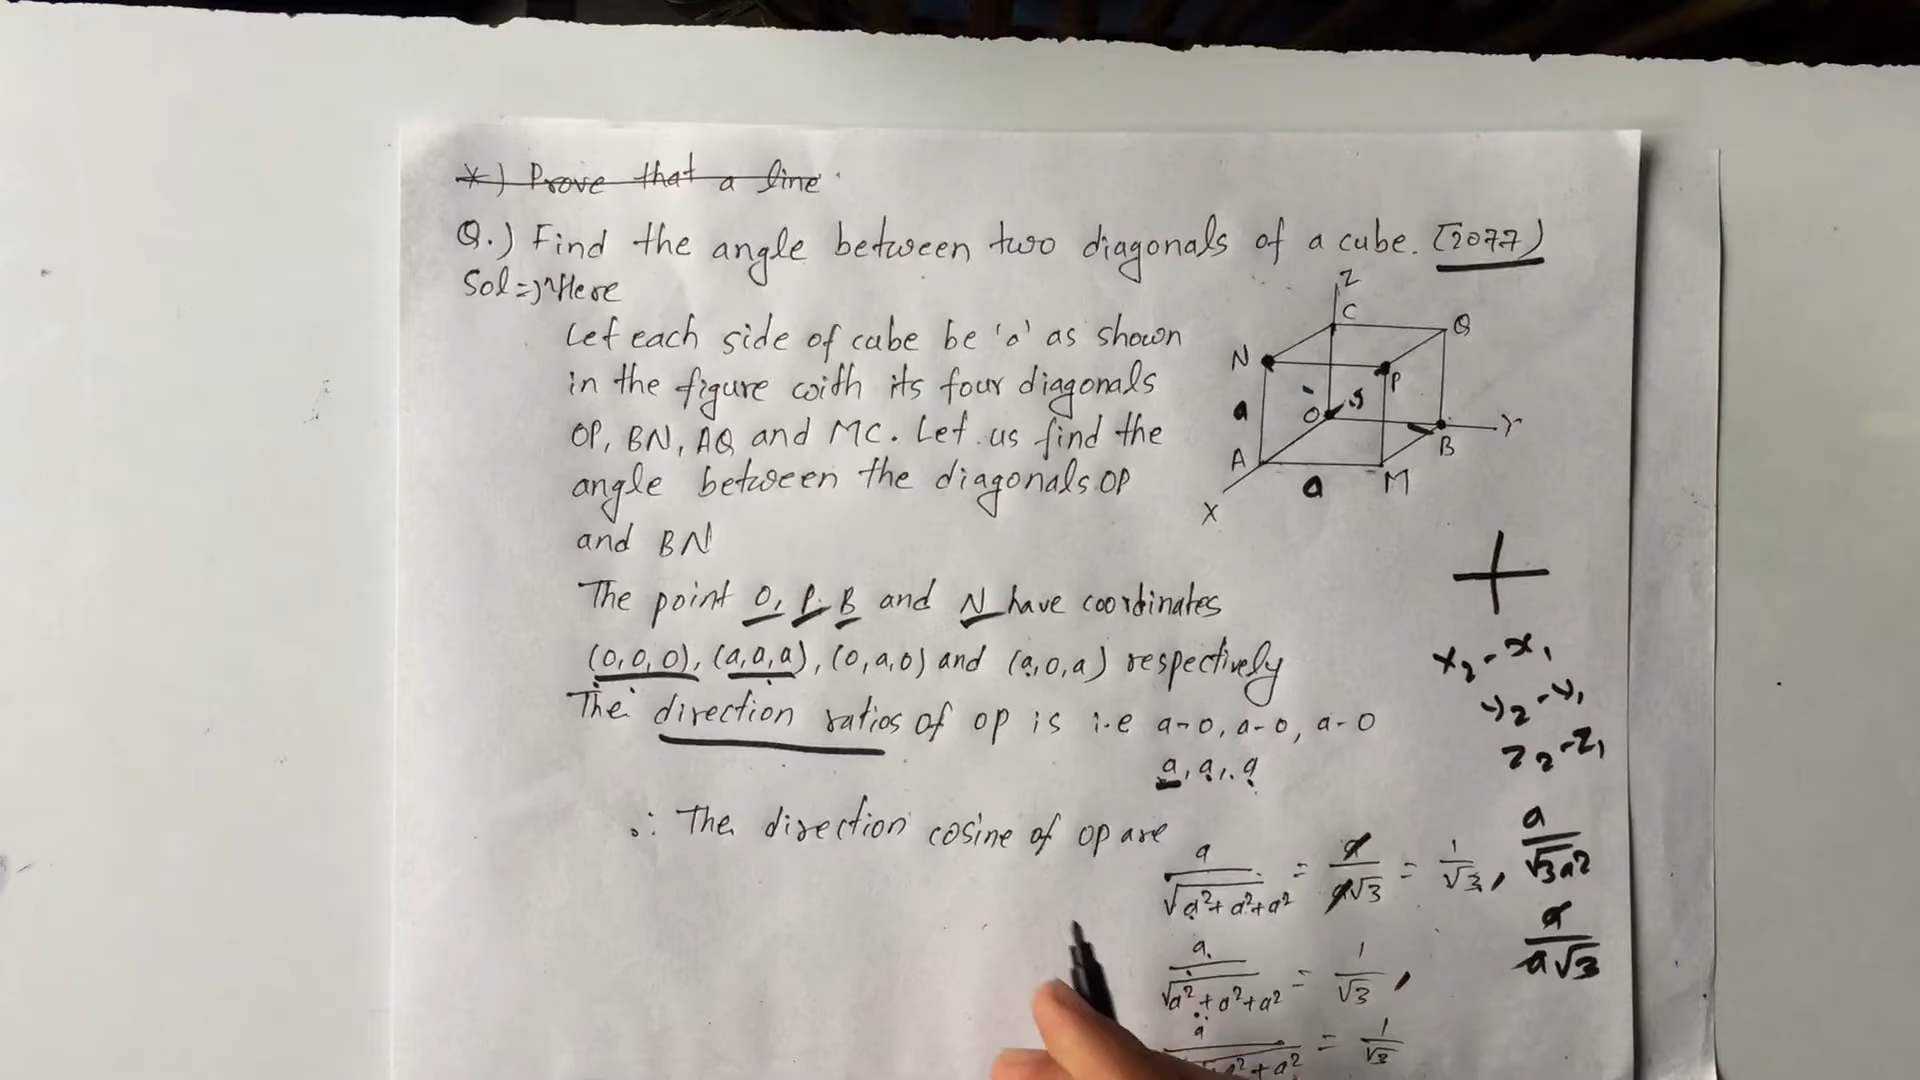 *) Prove that a line
Q.) Find the angle between two diagonals of a cube. [2077)
Sol=)ⁿHere
Let each side of cube be 'a' as shown
in the figure with its four diagonals
OP, BN, AQ and MC. Let us find the
angle between the diagonals OP
and BN
The point O, P, B and N have coordinates
(0,0,0), (a,a,a), (0,a,0) and (a,0,a) respectively
The direction ratios of op is i.e a-0, a-0, a-0
a, a, a
∴ The direction cosine of op are
a/√a²+a²+a² = a/a√3 = 1/√3,
a/√a²+a²+a² = 1/√3,
a/ a²+a² = 1/√3
Z
C
Q
N
P
a
O
Y
B
A
M
a
X
x₂-x₁
y₂-y₁
z₂-z₁
a/√3a²
a/a√3